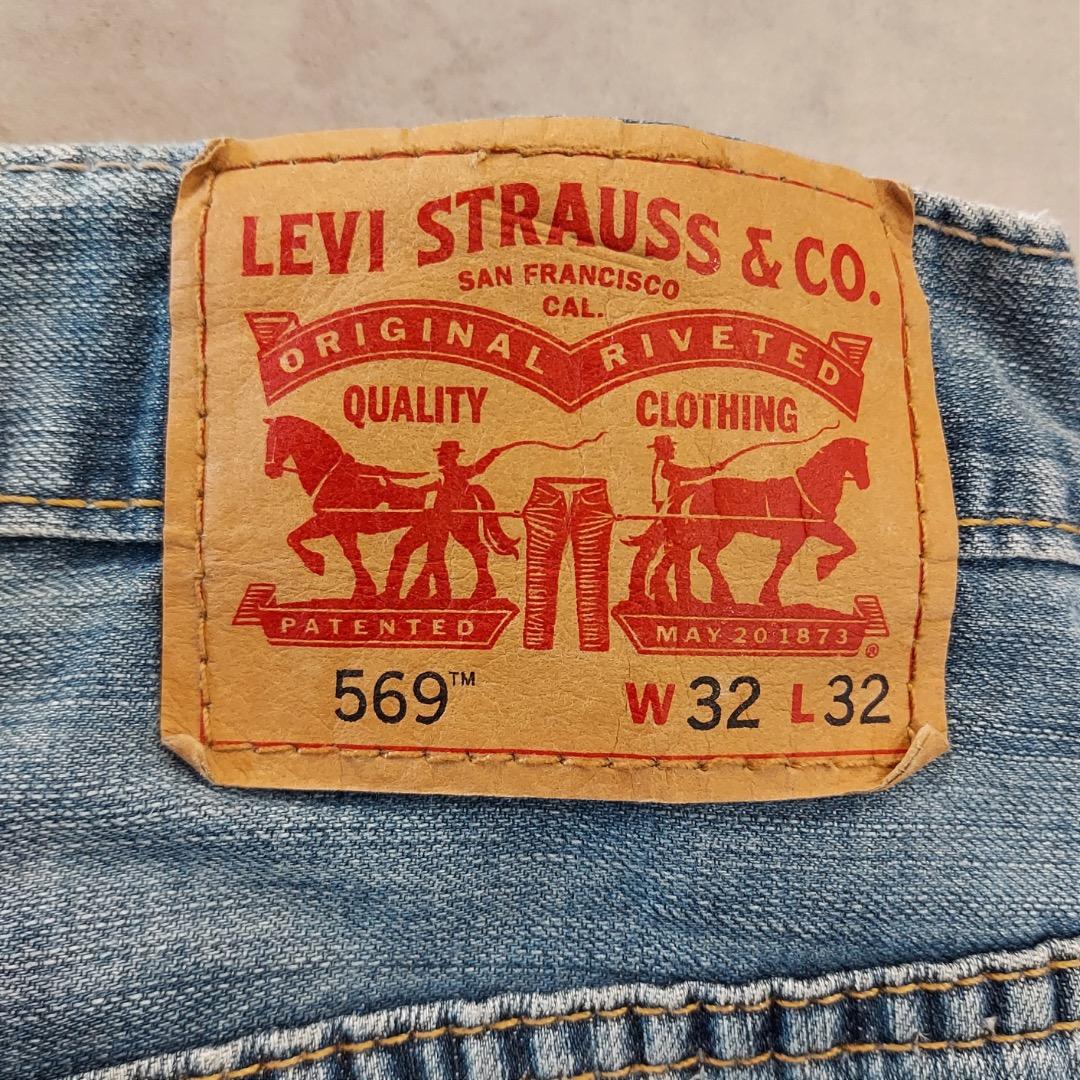 LEVI STRAUSS & CO.
SAN FRANCISCO
CAL.
ORIGINAL RIVETED
QUALITY CLOTHING
PATENTED MAY 20 1873 ®
569™ W 32 L 32